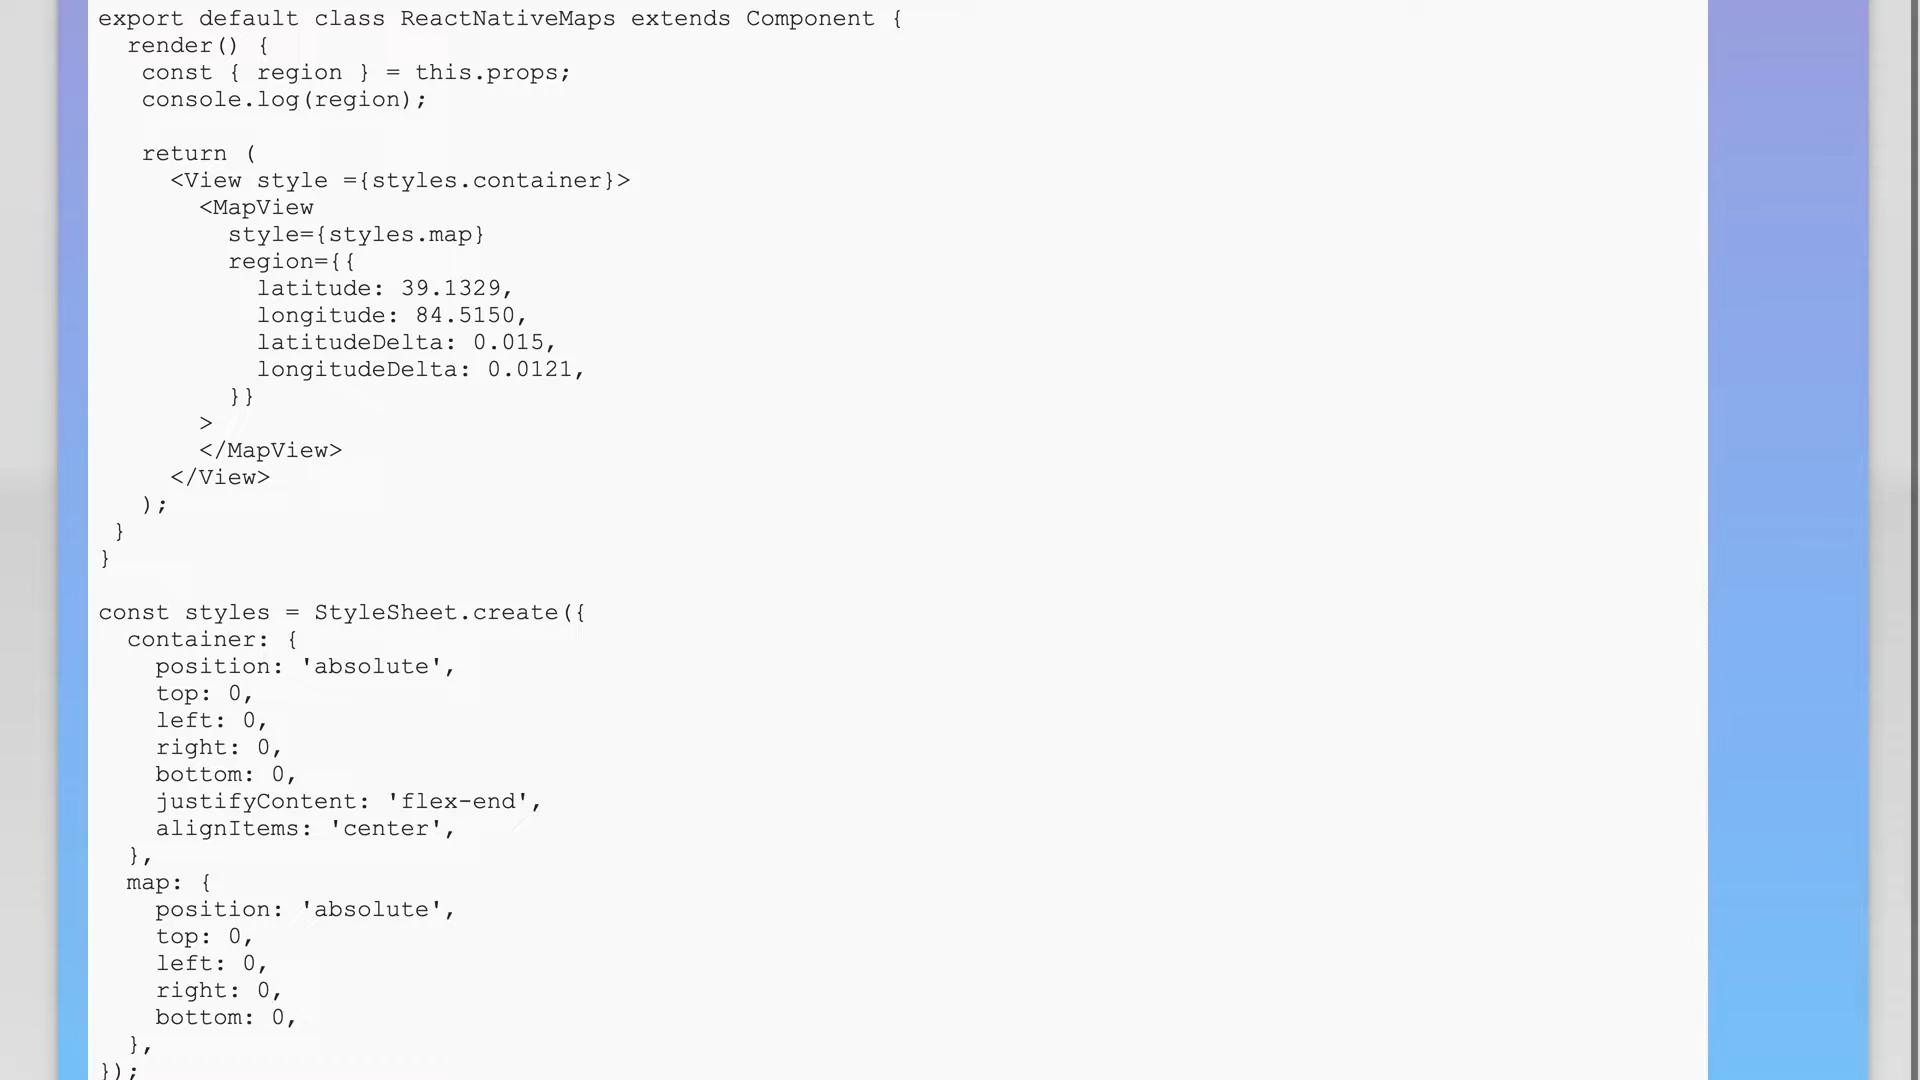 export default class ReactNativeMaps extends Component {
  render() {
   const { region } = this.props;
   console.log(region);

   return (
     <View style ={styles.container}>
       <MapView
         style={styles.map}
         region={{
           latitude: 39.1329,
           longitude: 84.5150,
           latitudeDelta: 0.015,
           longitudeDelta: 0.0121,
         }}
       >
       </MapView>
     </View>
   );
 }
}

const styles = StyleSheet.create({
  container: {
    position: 'absolute',
    top: 0,
    left: 0,
    right: 0,
    bottom: 0,
    justifyContent: 'flex-end',
    alignItems: 'center',
  },
  map: {
    position: 'absolute',
    top: 0,
    left: 0,
    right: 0,
    bottom: 0,
  },
});